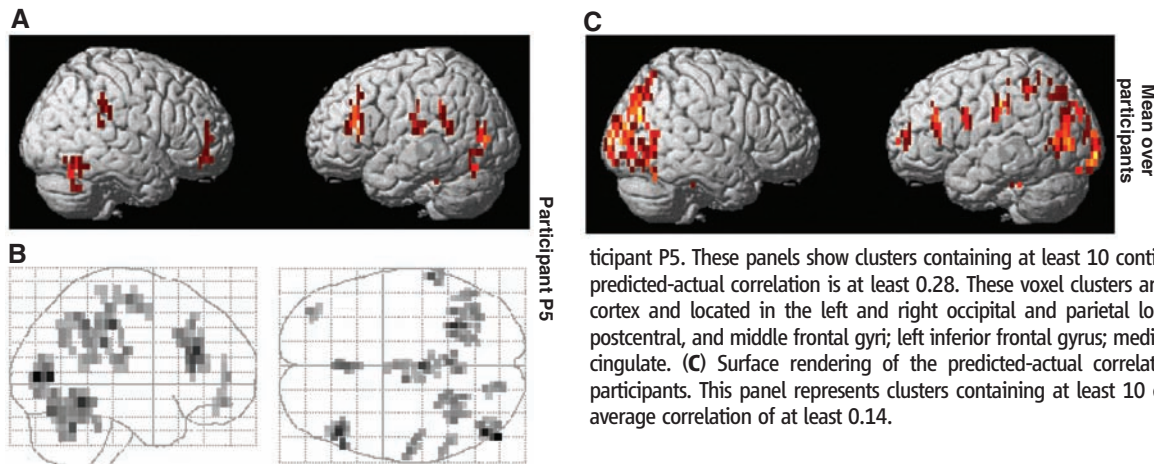 A
C
Mean over
participants
Participant P5
B
ticipant P5. These panels show clusters containing at least 10 conti
predicted-actual correlation is at least 0.28. These voxel clusters ar
cortex and located in the left and right occipital and parietal lo
postcentral, and middle frontal gyri; left inferior frontal gyrus; medi
cingulate. (C) Surface rendering of the predicted-actual correlat
participants. This panel represents clusters containing at least 10
average correlation of at least 0.14.